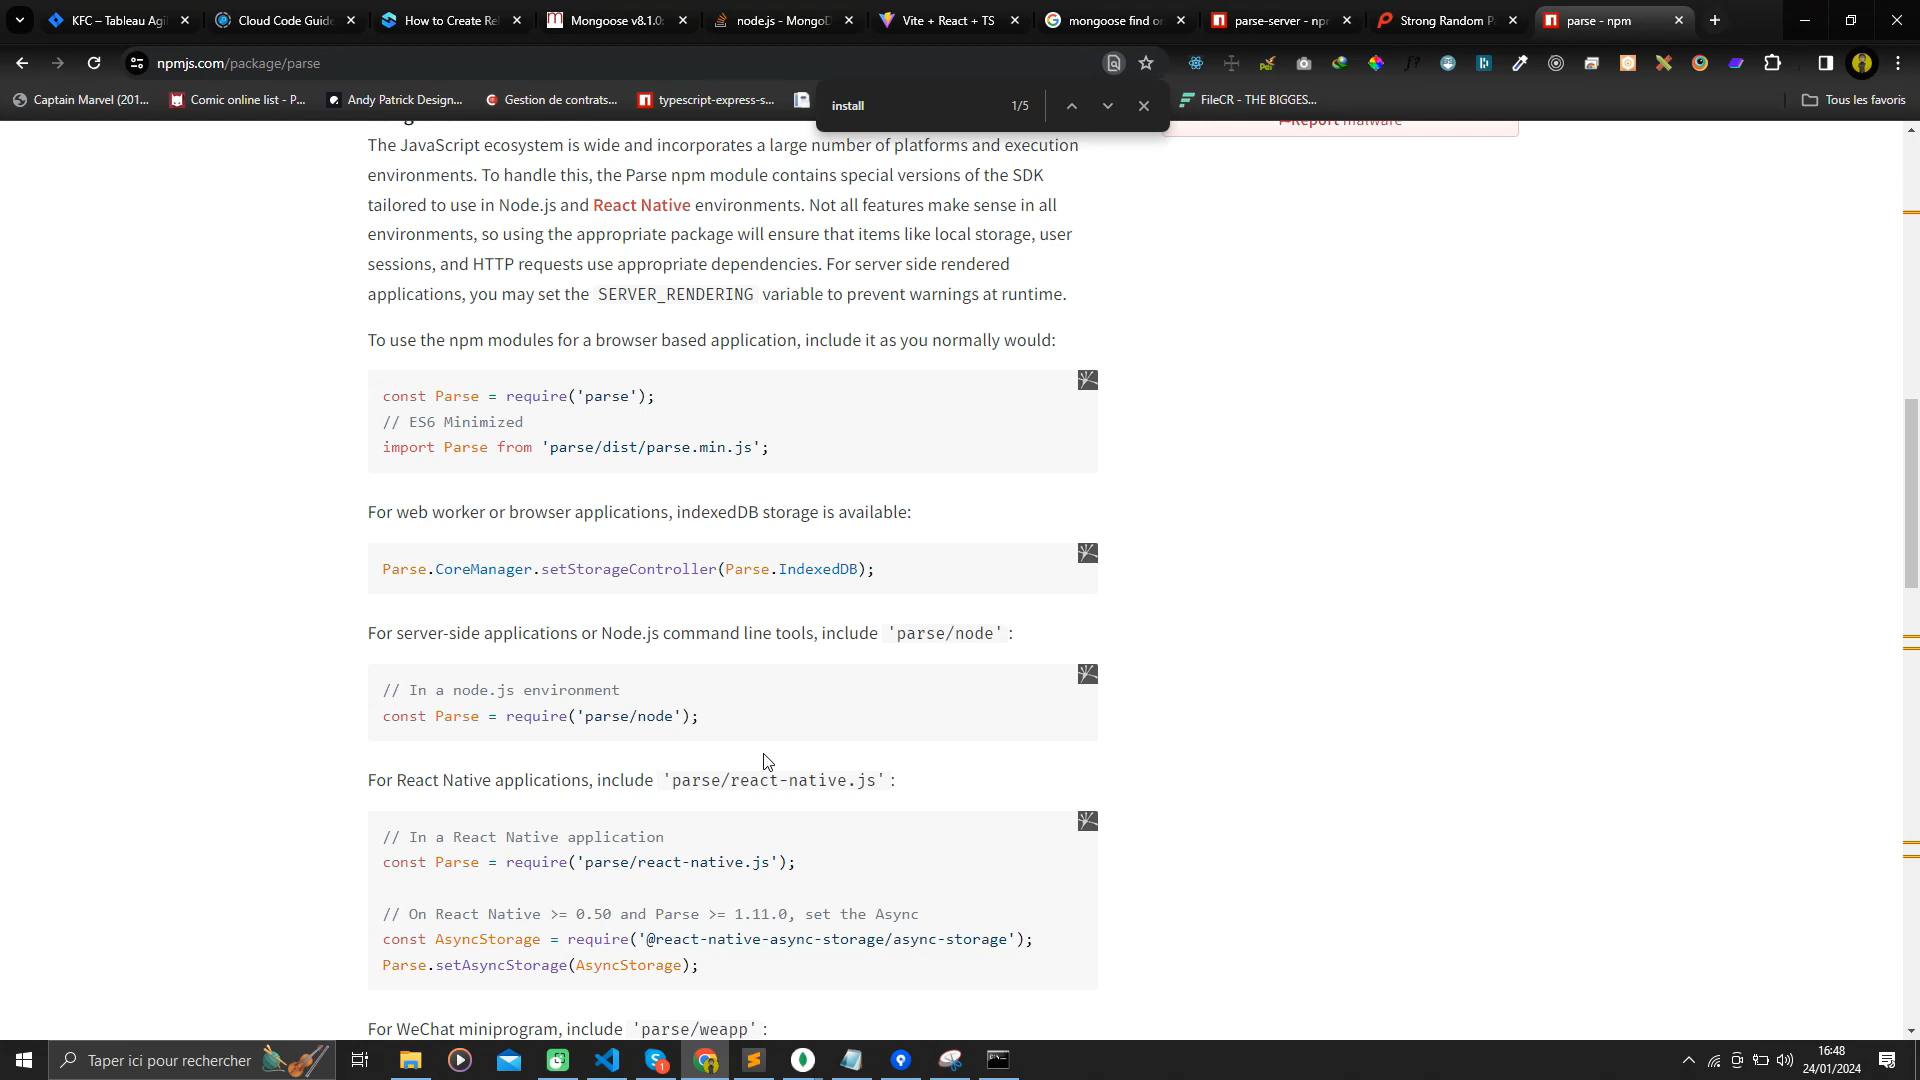 KFC – Tableau Agil
Cloud Code Guide
How to Create Rel
Mongoose v8.1.0:
node.js - MongoD
Vite + React + TS
mongoose find or
parse-server - npm
Strong Random P
parse - npm
npmjs.com/package/parse
Captain Marvel (201...
Comic online list - P...
Andy Patrick Design...
Gestion de contrats...
typescript-express-s...
FileCR - THE BIGGES...
Tous les favoris
install
1/5
Report malware
The JavaScript ecosystem is wide and incorporates a large number of platforms and execution
environments. To handle this, the Parse npm module contains special versions of the SDK
tailored to use in Node.js and React Native environments. Not all features make sense in all
environments, so using the appropriate package will ensure that items like local storage, user
sessions, and HTTP requests use appropriate dependencies. For server side rendered
applications, you may set the SERVER_RENDERING variable to prevent warnings at runtime.
To use the npm modules for a browser based application, include it as you normally would:
const Parse = require('parse');
// ES6 Minimized
import Parse from 'parse/dist/parse.min.js';
For web worker or browser applications, indexedDB storage is available:
Parse.CoreManager.setStorageController(Parse.IndexedDB);
For server-side applications or Node.js command line tools, include 'parse/node':
// In a node.js environment
const Parse = require('parse/node');
For React Native applications, include 'parse/react-native.js':
// In a React Native application
const Parse = require('parse/react-native.js');
// On React Native >= 0.50 and Parse >= 1.11.0, set the Async
const AsyncStorage = require('@react-native-async-storage/async-storage');
Parse.setAsyncStorage(AsyncStorage);
For WeChat miniprogram, include 'parse/weapp':
Taper ici pour rechercher
16:48
24/01/2024